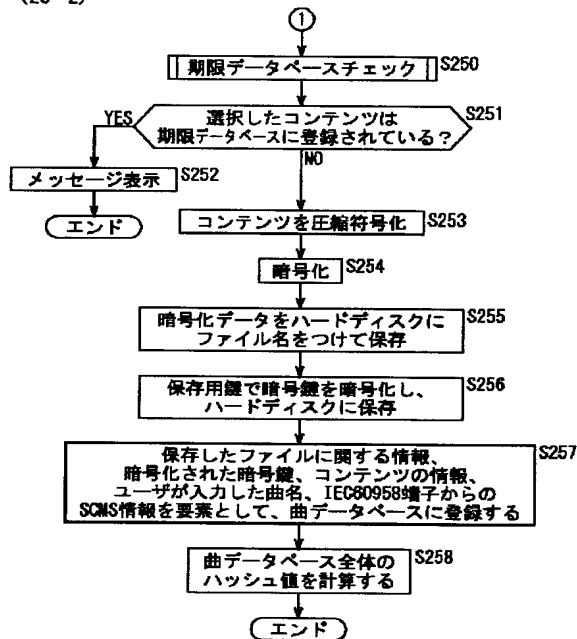 ①
期限データベースチェック S250
選択したコンテンツは S251
期限データベースに登録されている?
YES
NO
メッセージ表示 S252
エンド
コンテンツを圧縮符号化 S253
暗号化 S254
暗号化データをハードディスクに S255
ファイル名をつけて保存
保存用鍵で暗号鍵を暗号化し、 S256
ハードディスクに保存
保存したファイルに関する情報、 S257
暗号化された暗号鍵、コンテンツの情報、
ユーザが入力した曲名、IEC60958端子からの
SCMS情報を要素として、曲データベースに登録する
曲データベース全体の S258
ハッシュ値を計算する
エンド